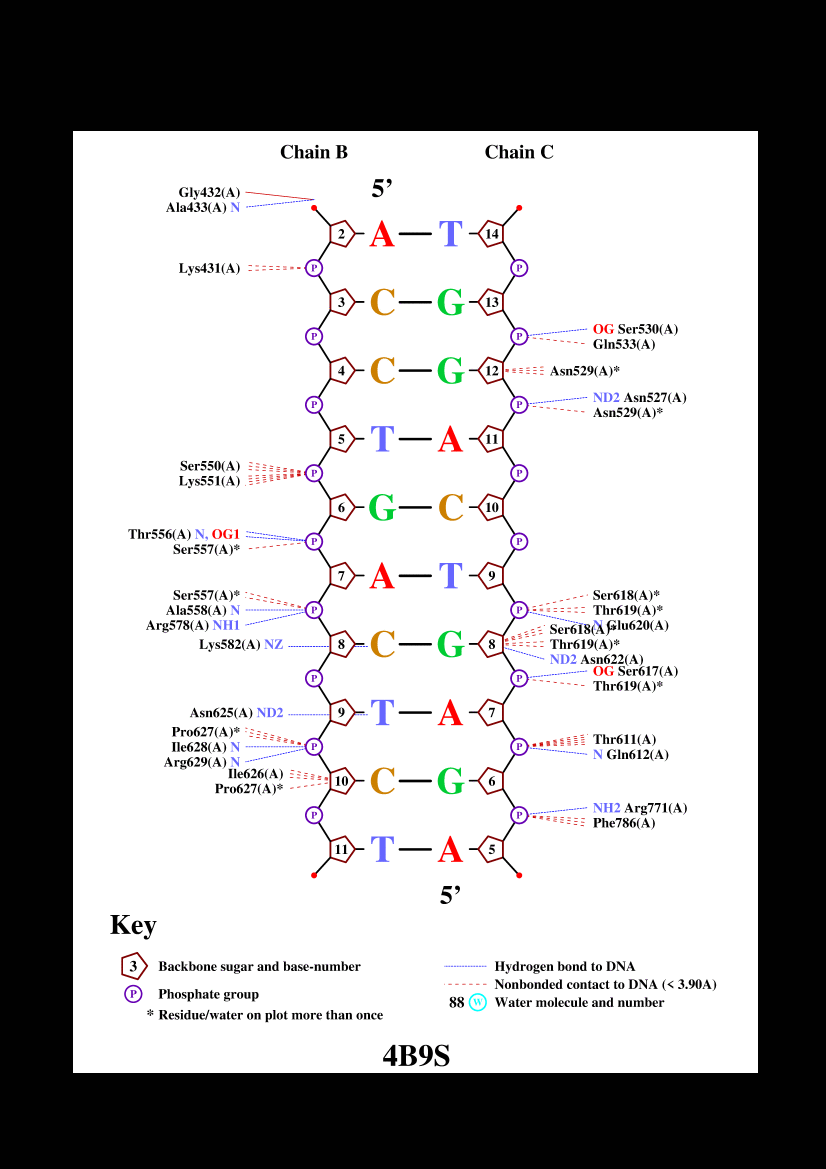 Chain B Chain C
5’
Gly432(A)
Ala433(A) N
2 A T 14
Lys431(A) P P
3 C G 13
P P OG Ser530(A)
Gln533(A)
4 C G 12 Asn529(A)*
P P ND2 Asn527(A)
Asn529(A)*
5 T A 11
Ser550(A)
Lys551(A) P P
6 G C 10
Thr556(A) N, OG1 P P
Ser557(A)*
7 A T 9
Ser557(A)* Ser618(A)*
Ala558(A) N P P Thr619(A)*
Arg578(A) NH1 N Glu620(A)
Ser618(A)*
Lys582(A) NZ 8 C G 8 Thr619(A)*
ND2 Asn622(A)
P P OG Ser617(A)
Thr619(A)*
Asn625(A) ND2 9 T A 7
Pro627(A)* Thr611(A)
Ile628(A) N P P N Gln612(A)
Arg629(A) N
Ile626(A) 10 C G 6
Pro627(A)*
P P NH2 Arg771(A)
Phe786(A)
11 T A 5
5’
Key
3 Backbone sugar and base-number Hydrogen bond to DNA
Nonbonded contact to DNA (< 3.90A)
P Phosphate group
88 W Water molecule and number
* Residue/water on plot more than once
4B9S